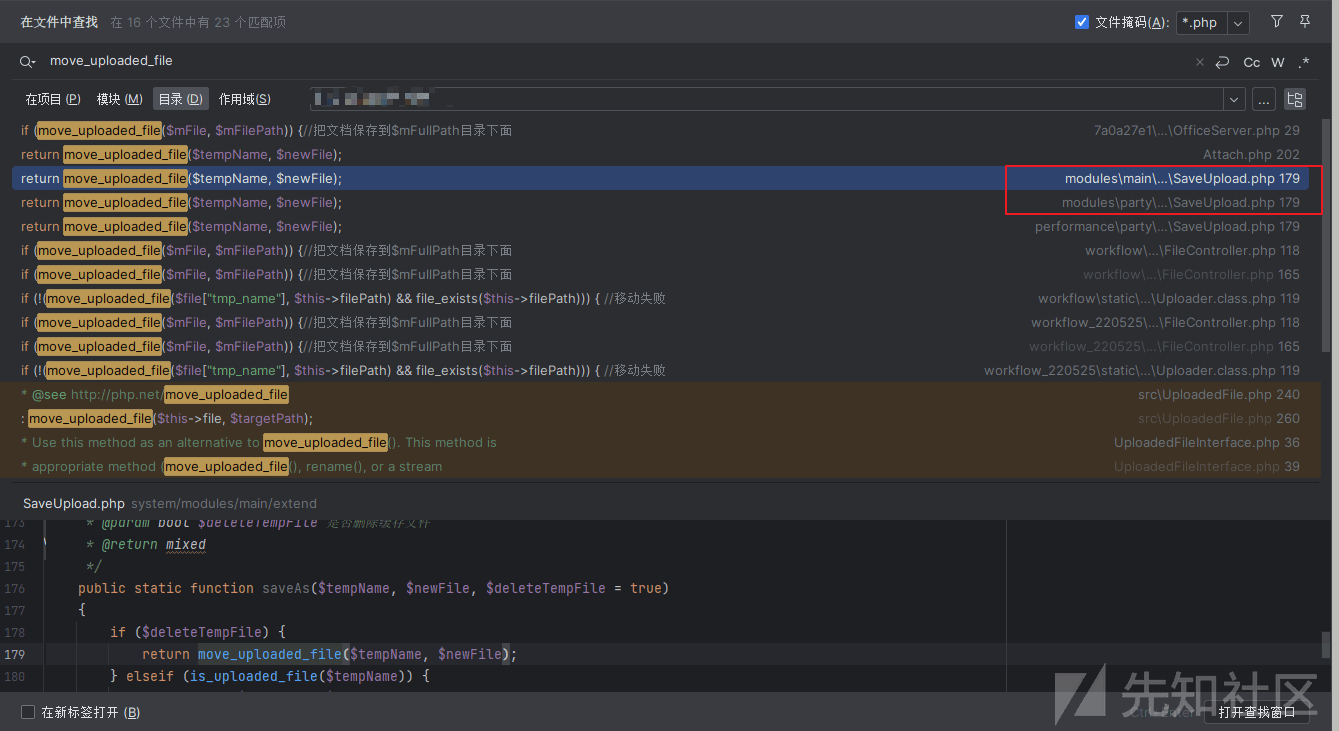 在文件中查找 在 16 个文件中有 23 个匹配项 文件掩码(A): *.php
move_uploaded_file Cc W .*
在项目 (P) 模块 (M) 目录 (D) 作用域(S) ...
if (move_uploaded_file($mFile, $mFilePath)) {//把文档保存到$mFullPath目录下面 7a0a27e1\...\OfficeServer.php 29
return move_uploaded_file($tempName, $newFile); Attach.php 202
return move_uploaded_file($tempName, $newFile); modules\main\...\SaveUpload.php 179
return move_uploaded_file($tempName, $newFile); modules\party\...\SaveUpload.php 179
return move_uploaded_file($tempName, $newFile); performance\party\...\SaveUpload.php 179
if (move_uploaded_file($mFile, $mFilePath)) {//把文档保存到$mFullPath目录下面 workflow\...\FileController.php 118
if (move_uploaded_file($mFile, $mFilePath)) {//把文档保存到$mFullPath目录下面 workflow\...\FileController.php 165
if (!(move_uploaded_file($file["tmp_name"], $this->filePath) && file_exists($this->filePath))) { //移动失败 workflow\static\...\Uploader.class.php 119
if (move_uploaded_file($mFile, $mFilePath)) {//把文档保存到$mFullPath目录下面 workflow_220525\...\FileController.php 118
if (move_uploaded_file($mFile, $mFilePath)) {//把文档保存到$mFullPath目录下面 workflow_220525\...\FileController.php 165
if (!(move_uploaded_file($file["tmp_name"], $this->filePath) && file_exists($this->filePath))) { //移动失败 workflow_220525\static\...\Uploader.class.php 119
* @see http://php.net/move_uploaded_file src\UploadedFile.php 240
: move_uploaded_file($this->file, $targetPath); src\UploadedFile.php 260
* Use this method as an alternative to move_uploaded_file(). This method is UploadedFileInterface.php 36
* appropriate method (move_uploaded_file(), rename(), or a stream UploadedFileInterface.php 39
SaveUpload.php system/modules/main/extend
173 * @param bool $deleteTempFile 是否删除缓存文件
174 * @return mixed
175 */
176 public static function saveAs($tempName, $newFile, $deleteTempFile = true)
177 {
178 if ($deleteTempFile) {
179 return move_uploaded_file($tempName, $newFile);
180 } elseif (is_uploaded_file($tempName)) {
先知社区
在新标签打开 (B) Ctrl+Enter 打开查找窗口